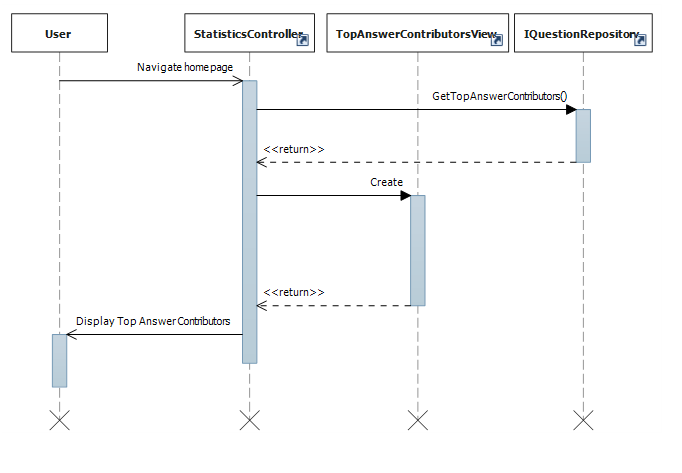 User
StatisticsController
TopAnswerContributorsView
IQuestionRepository
Navigate homepage
GetTopAnswerContributors()
<<return>>
Create
<<return>>
Display Top Answer Contributors